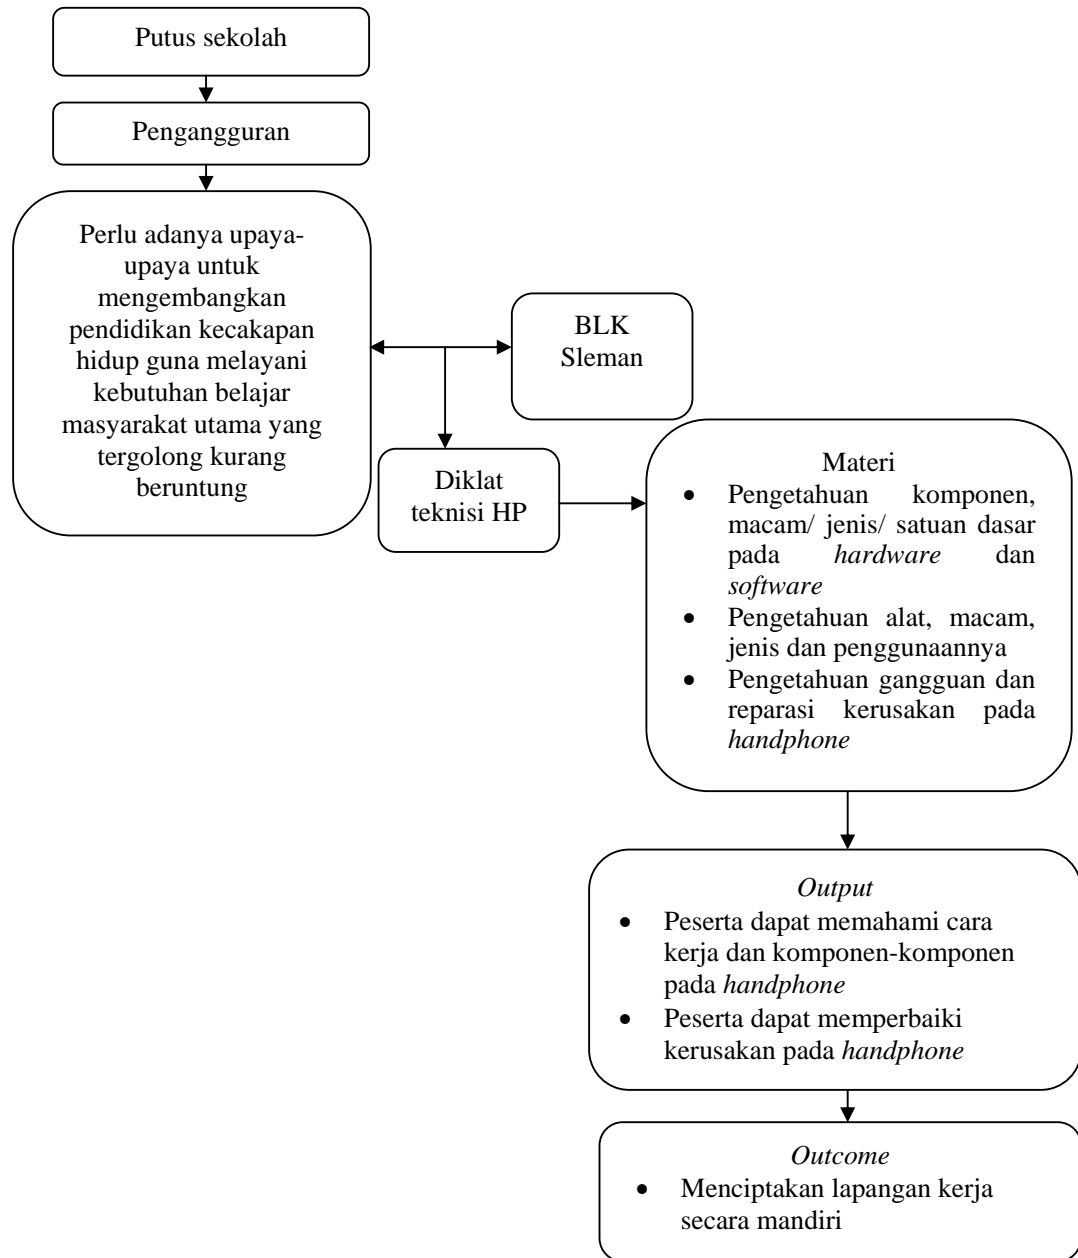 Putus sekolah
Pengangguran
Perlu adanya upaya-
upaya untuk
mengembangkan
pendidikan kecakapan
hidup guna melayani
kebutuhan belajar
masyarakat utama yang
tergolong kurang
beruntung
BLK
Sleman
Diklat
teknisi HP
Materi
• Pengetahuan komponen,
macam/ jenis/ satuan dasar
pada hardware dan
software
• Pengetahuan alat, macam,
jenis dan penggunaannya
• Pengetahuan gangguan dan
reparasi kerusakan pada
handphone
Output
• Peserta dapat memahami cara
kerja dan komponen-komponen
pada handphone
• Peserta dapat memperbaiki
kerusakan pada handphone
Outcome
• Menciptakan lapangan kerja
secara mandiri